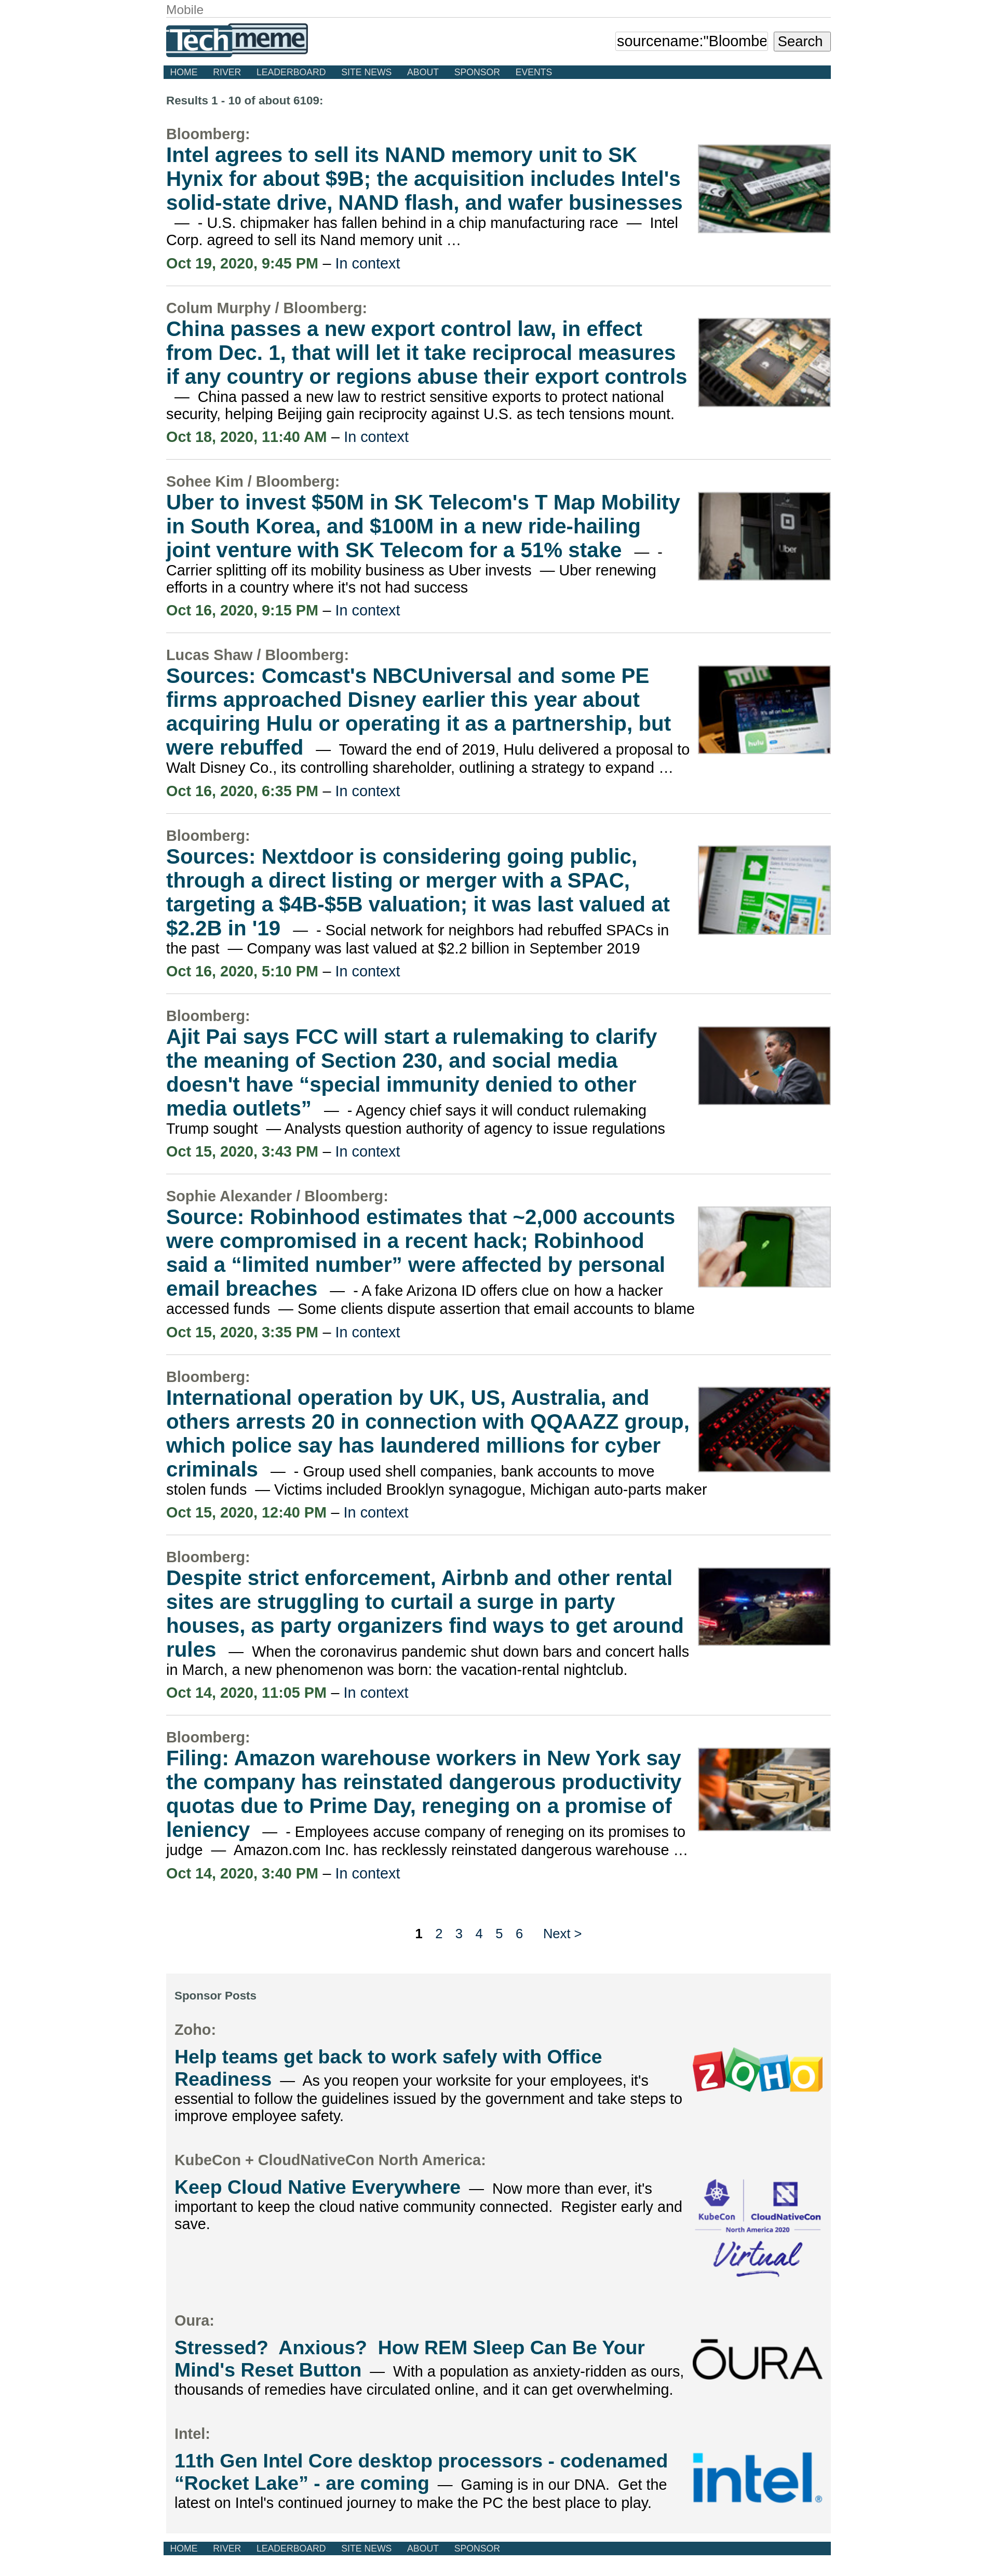 Mobile
Techmeme
sourcename:"Bloombe
Search
HOME RIVER LEADERBOARD SITE NEWS ABOUT SPONSOR EVENTS
Results 1 - 10 of about 6109:
Bloomberg:
Intel agrees to sell its NAND memory unit to SK
Hynix for about $9B; the acquisition includes Intel's
solid-state drive, NAND flash, and wafer businesses
— - U.S. chipmaker has fallen behind in a chip manufacturing race — Intel
Corp. agreed to sell its Nand memory unit …
Oct 19, 2020, 9:45 PM – In context
Colum Murphy / Bloomberg:
China passes a new export control law, in effect
from Dec. 1, that will let it take reciprocal measures
if any country or regions abuse their export controls
— China passed a new law to restrict sensitive exports to protect national
security, helping Beijing gain reciprocity against U.S. as tech tensions mount.
Oct 18, 2020, 11:40 AM – In context
Sohee Kim / Bloomberg:
Uber to invest $50M in SK Telecom's T Map Mobility
in South Korea, and $100M in a new ride-hailing
joint venture with SK Telecom for a 51% stake — -
Carrier splitting off its mobility business as Uber invests — Uber renewing
efforts in a country where it's not had success
Oct 16, 2020, 9:15 PM – In context
Uber
Lucas Shaw / Bloomberg:
Sources: Comcast's NBCUniversal and some PE
firms approached Disney earlier this year about
acquiring Hulu or operating it as a partnership, but
were rebuffed — Toward the end of 2019, Hulu delivered a proposal to
Walt Disney Co., its controlling shareholder, outlining a strategy to expand …
Oct 16, 2020, 6:35 PM – In context
hulu
Bloomberg:
Sources: Nextdoor is considering going public,
through a direct listing or merger with a SPAC,
targeting a $4B-$5B valuation; it was last valued at
$2.2B in '19 — - Social network for neighbors had rebuffed SPACs in
the past — Company was last valued at $2.2 billion in September 2019
Oct 16, 2020, 5:10 PM – In context
Bloomberg:
Ajit Pai says FCC will start a rulemaking to clarify
the meaning of Section 230, and social media
doesn't have “special immunity denied to other
media outlets” — - Agency chief says it will conduct rulemaking
Trump sought — Analysts question authority of agency to issue regulations
Oct 15, 2020, 3:43 PM – In context
Sophie Alexander / Bloomberg:
Source: Robinhood estimates that ~2,000 accounts
were compromised in a recent hack; Robinhood
said a “limited number” were affected by personal
email breaches — - A fake Arizona ID offers clue on how a hacker
accessed funds — Some clients dispute assertion that email accounts to blame
Oct 15, 2020, 3:35 PM – In context
Bloomberg:
International operation by UK, US, Australia, and
others arrests 20 in connection with QQAAZZ group,
which police say has laundered millions for cyber
criminals — - Group used shell companies, bank accounts to move
stolen funds — Victims included Brooklyn synagogue, Michigan auto-parts maker
Oct 15, 2020, 12:40 PM – In context
Bloomberg:
Despite strict enforcement, Airbnb and other rental
sites are struggling to curtail a surge in party
houses, as party organizers find ways to get around
rules — When the coronavirus pandemic shut down bars and concert halls
in March, a new phenomenon was born: the vacation-rental nightclub.
Oct 14, 2020, 11:05 PM – In context
Bloomberg:
Filing: Amazon warehouse workers in New York say
the company has reinstated dangerous productivity
quotas due to Prime Day, reneging on a promise of
leniency — - Employees accuse company of reneging on its promises to
judge — Amazon.com Inc. has recklessly reinstated dangerous warehouse …
Oct 14, 2020, 3:40 PM – In context
1 2 3 4 5 6 Next >
Sponsor Posts
Zoho:
Help teams get back to work safely with Office
Readiness — As you reopen your worksite for your employees, it's
essential to follow the guidelines issued by the government and take steps to
improve employee safety.
ZOHO
KubeCon + CloudNativeCon North America:
Keep Cloud Native Everywhere — Now more than ever, it's
important to keep the cloud native community connected. Register early and
save.
KubeCon CloudNativeCon
North America 2020
Virtual
Oura:
Stressed? Anxious? How REM Sleep Can Be Your
Mind's Reset Button — With a population as anxiety-ridden as ours,
thousands of remedies have circulated online, and it can get overwhelming.
ŌURA
Intel:
11th Gen Intel Core desktop processors - codenamed
“Rocket Lake” - are coming — Gaming is in our DNA. Get the
latest on Intel's continued journey to make the PC the best place to play.
intel®
HOME RIVER LEADERBOARD SITE NEWS ABOUT SPONSOR